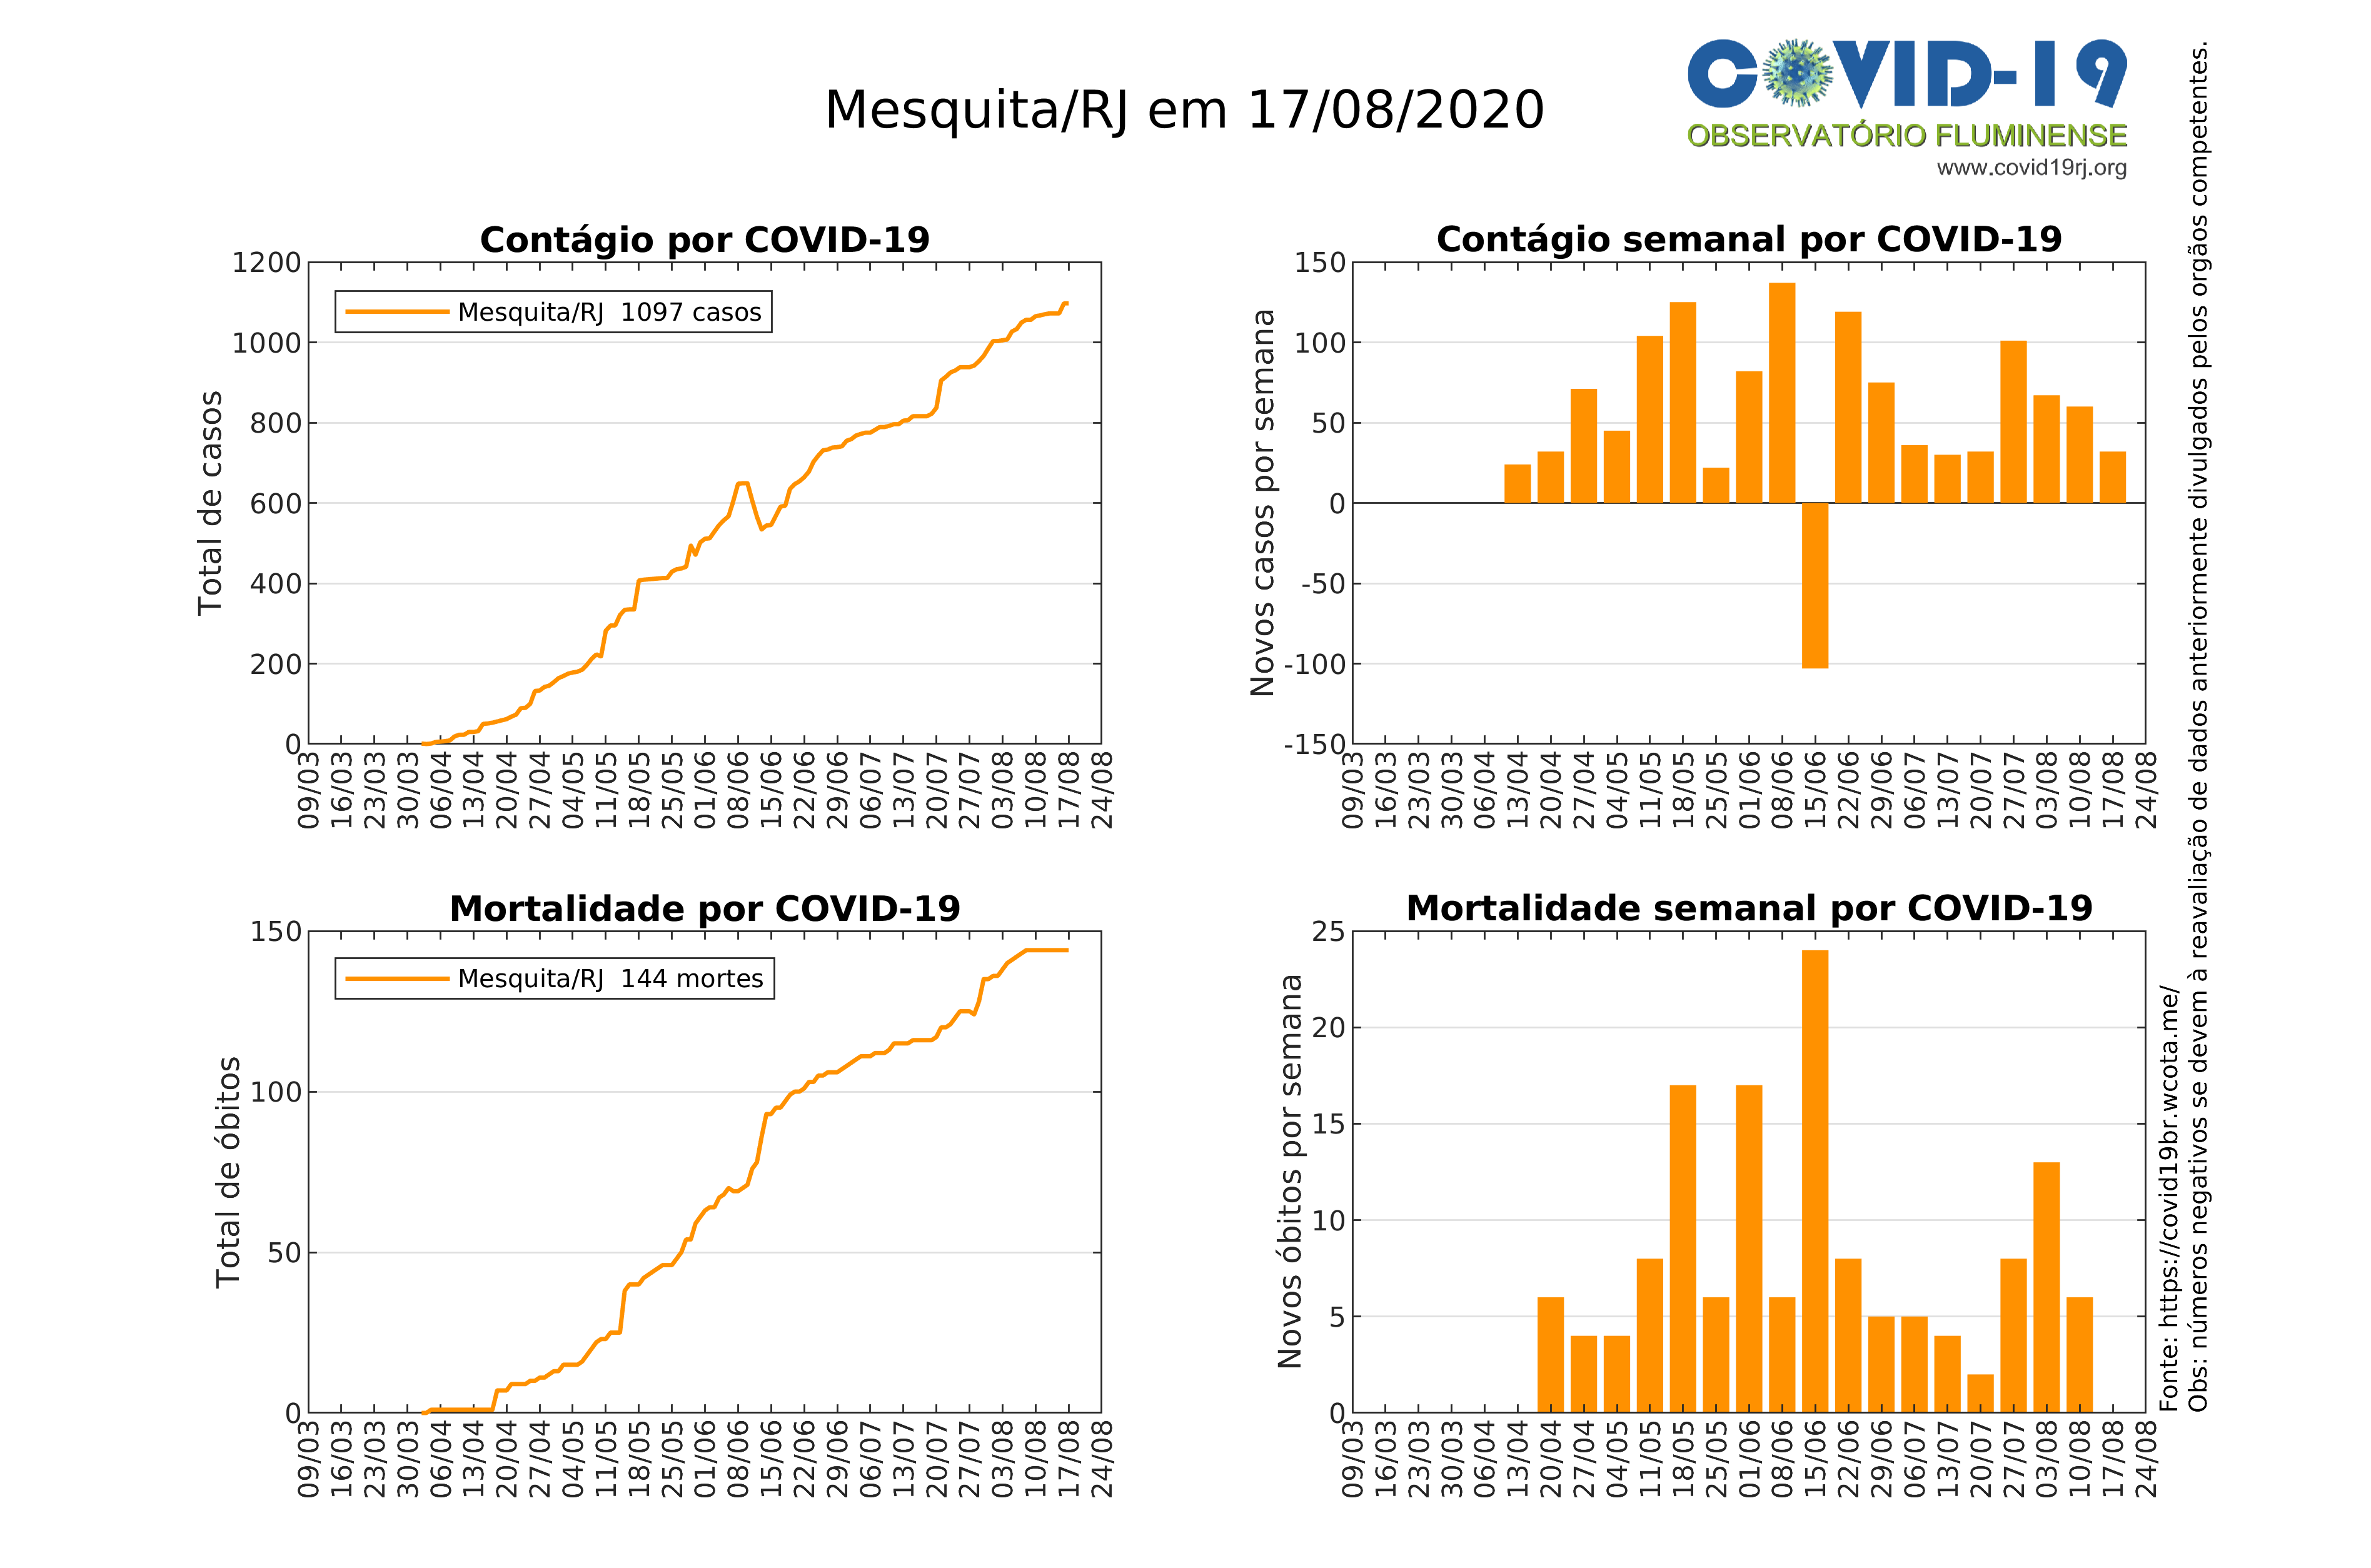 Mesquita/RJ em 17/08/2020
COVID-19
OBSERVATÓRIO FLUMINENSE
www.covid19rj.org
Contágio por COVID-19
Total de casos
1200
1000
800
600
400
200
0
Mesquita/RJ 1097 casos
09/03 16/03 23/03 30/03 06/04 13/04 20/04 27/04 04/05 11/05 18/05 25/05 01/06 08/06 15/06 22/06 29/06 06/07 13/07 20/07 27/07 03/08 10/08 17/08 24/08
Contágio semanal por COVID-19
Novos casos por semana
150
100
50
0
-50
-100
-150
09/03 16/03 23/03 30/03 06/04 13/04 20/04 27/04 04/05 11/05 18/05 25/05 01/06 08/06 15/06 22/06 29/06 06/07 13/07 20/07 27/07 03/08 10/08 17/08 24/08
Mortalidade por COVID-19
Total de óbitos
150
100
50
0
Mesquita/RJ 144 mortes
09/03 16/03 23/03 30/03 06/04 13/04 20/04 27/04 04/05 11/05 18/05 25/05 01/06 08/06 15/06 22/06 29/06 06/07 13/07 20/07 27/07 03/08 10/08 17/08 24/08
Mortalidade semanal por COVID-19
Novos óbitos por semana
25
20
15
10
5
0
09/03 16/03 23/03 30/03 06/04 13/04 20/04 27/04 04/05 11/05 18/05 25/05 01/06 08/06 15/06 22/06 29/06 06/07 13/07 20/07 27/07 03/08 10/08 17/08 24/08
Fonte: https://covid19br.wcota.me/
Obs: números negativos se devem à reavaliação de dados anteriormente divulgados pelos orgãos competentes.